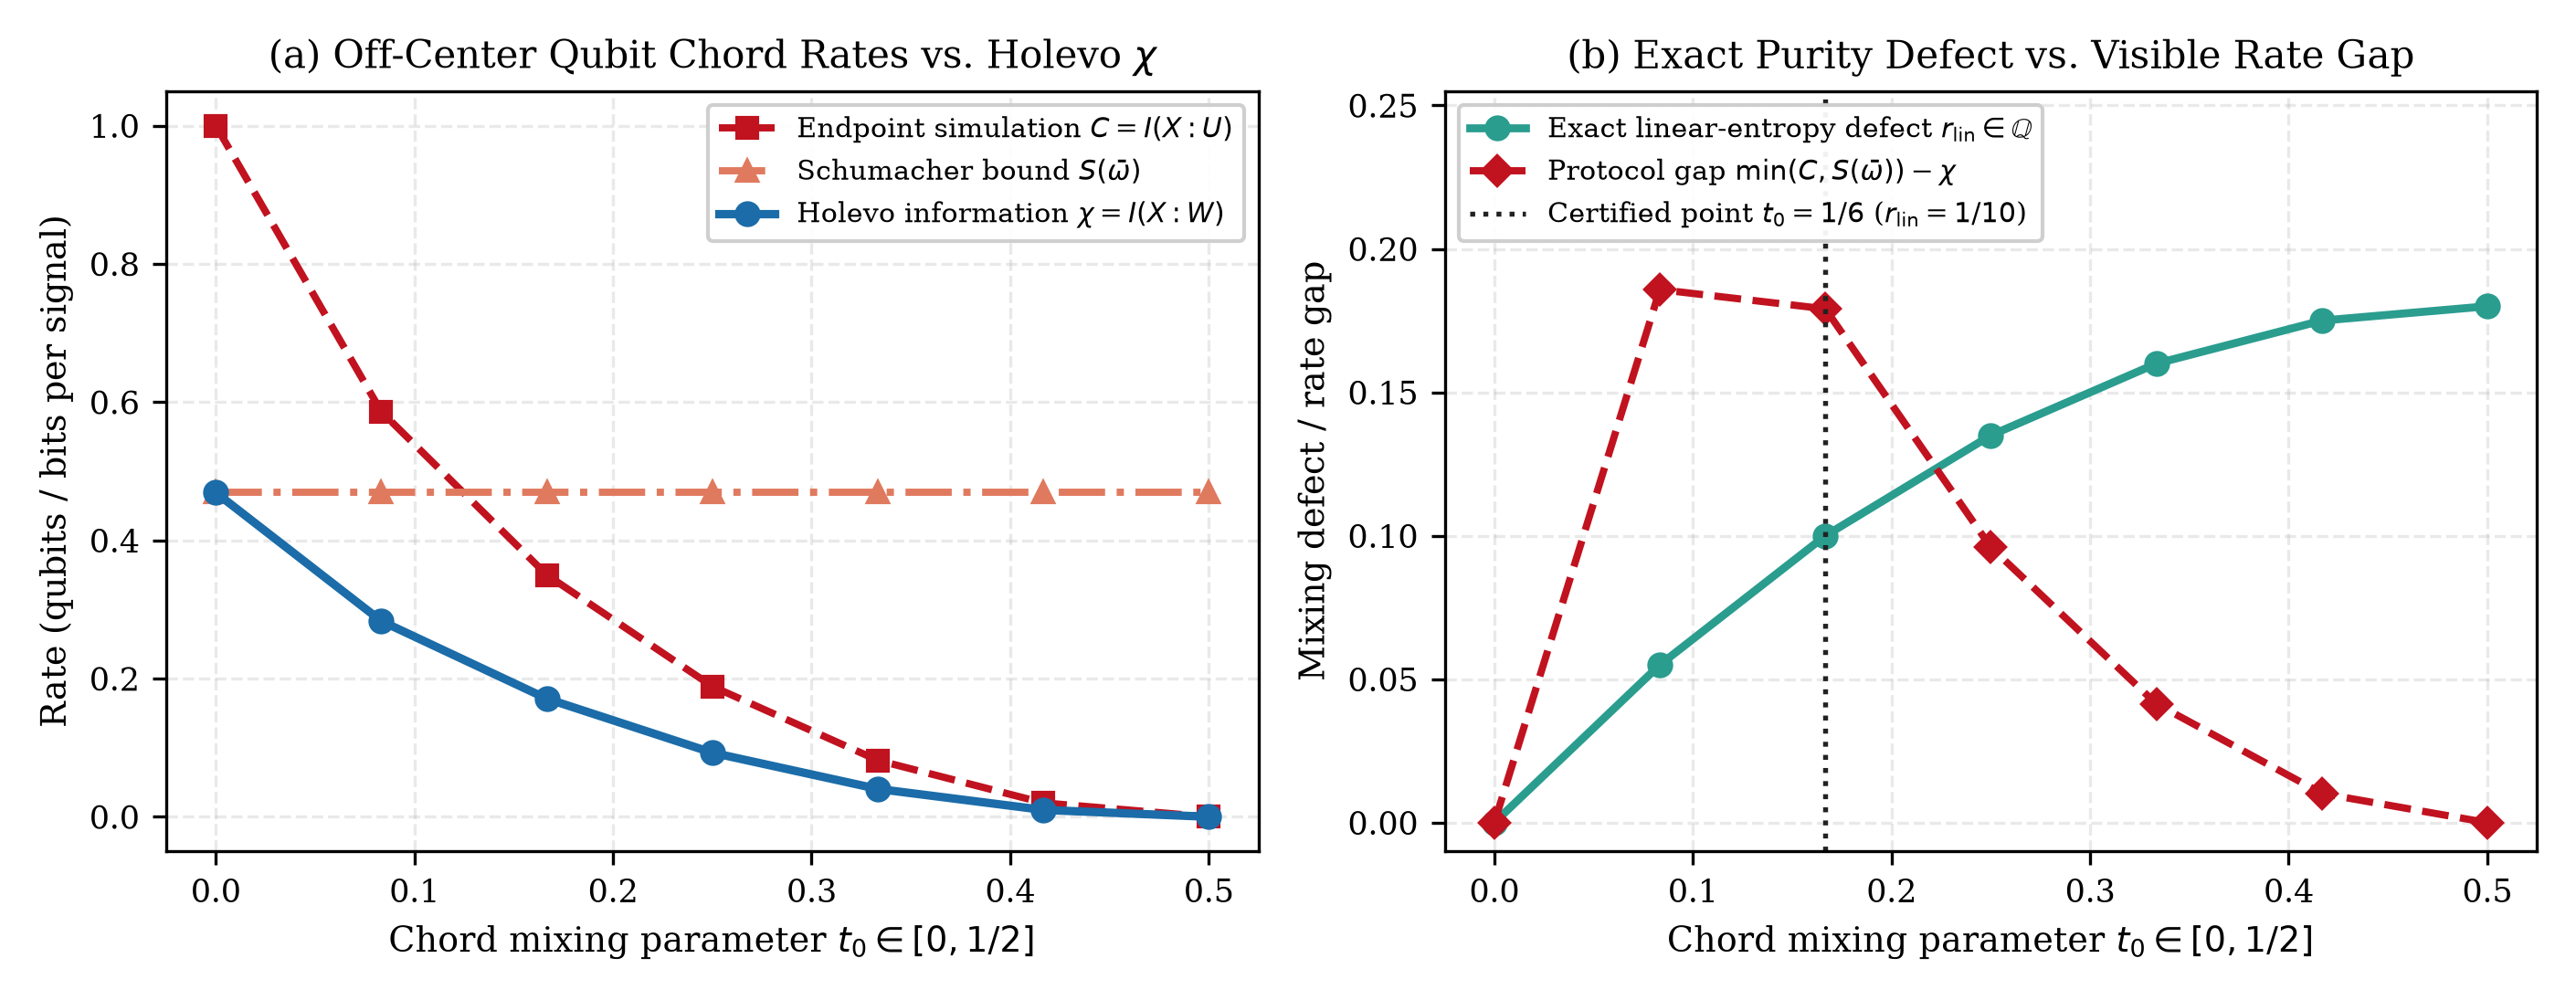 (a) Off-Center Qubit Chord Rates vs. Holevo χ
Rate (qubits / bits per signal)
1.0
0.8
0.6
0.4
0.2
0.0
Endpoint simulation C = I(X : U)
Schumacher bound S(ω̄)
Holevo information χ = I(X : W)
0.0 0.1 0.2 0.3 0.4 0.5
Chord mixing parameter t₀ ∈ [0, 1/2]
(b) Exact Purity Defect vs. Visible Rate Gap
Mixing defect / rate gap
0.25
0.20
0.15
0.10
0.05
0.00
Exact linear-entropy defect r_lin ∈ ℚ
Protocol gap min(C, S(ω̄)) − χ
Certified point t₀ = 1/6 (r_lin = 1/10)
0.0 0.1 0.2 0.3 0.4 0.5
Chord mixing parameter t₀ ∈ [0, 1/2]